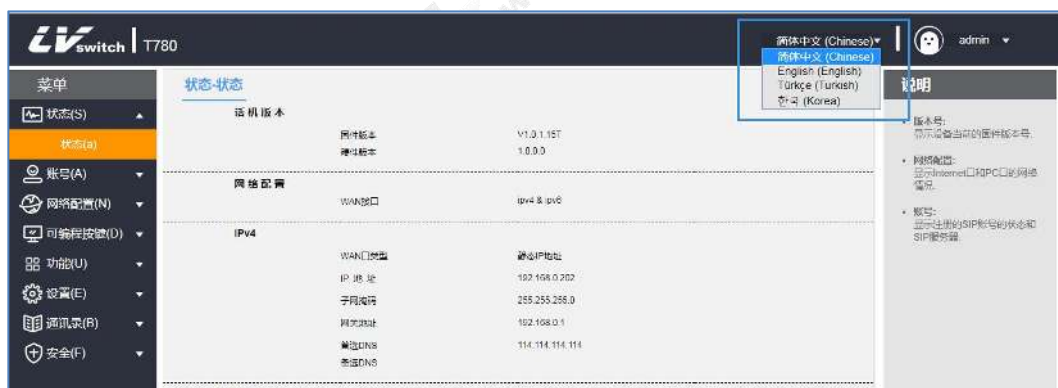 LVswitch T780
简体中文 (Chinese)
admin
简体中文 (Chinese)
English (English)
Türkçe (Turkish)
한국 (Korea)
菜单
状态(S)
状态(a)
账号(A)
网络配置(N)
可编程按键(D)
功能(U)
设置(E)
通讯录(B)
安全(F)
状态-状态
话机版本
固件版本 V1.0.1.15T
硬件版本 1.0.0.0
网络配置
WAN接口 ipv4 & ipv6
IPv4
WAN口类型 静态IP地址
IP 地址 192.168.0.202
子网掩码 255.255.255.0
网关地址 192.168.0.1
首选DNS 114.114.114.114
备选DNS
说明
版本号:
显示设备当前的固件版本号.
网络配置:
显示Internet口和PC口的网络
情况.
账号:
显示注册的SIP账号的状态和
SIP服务器.